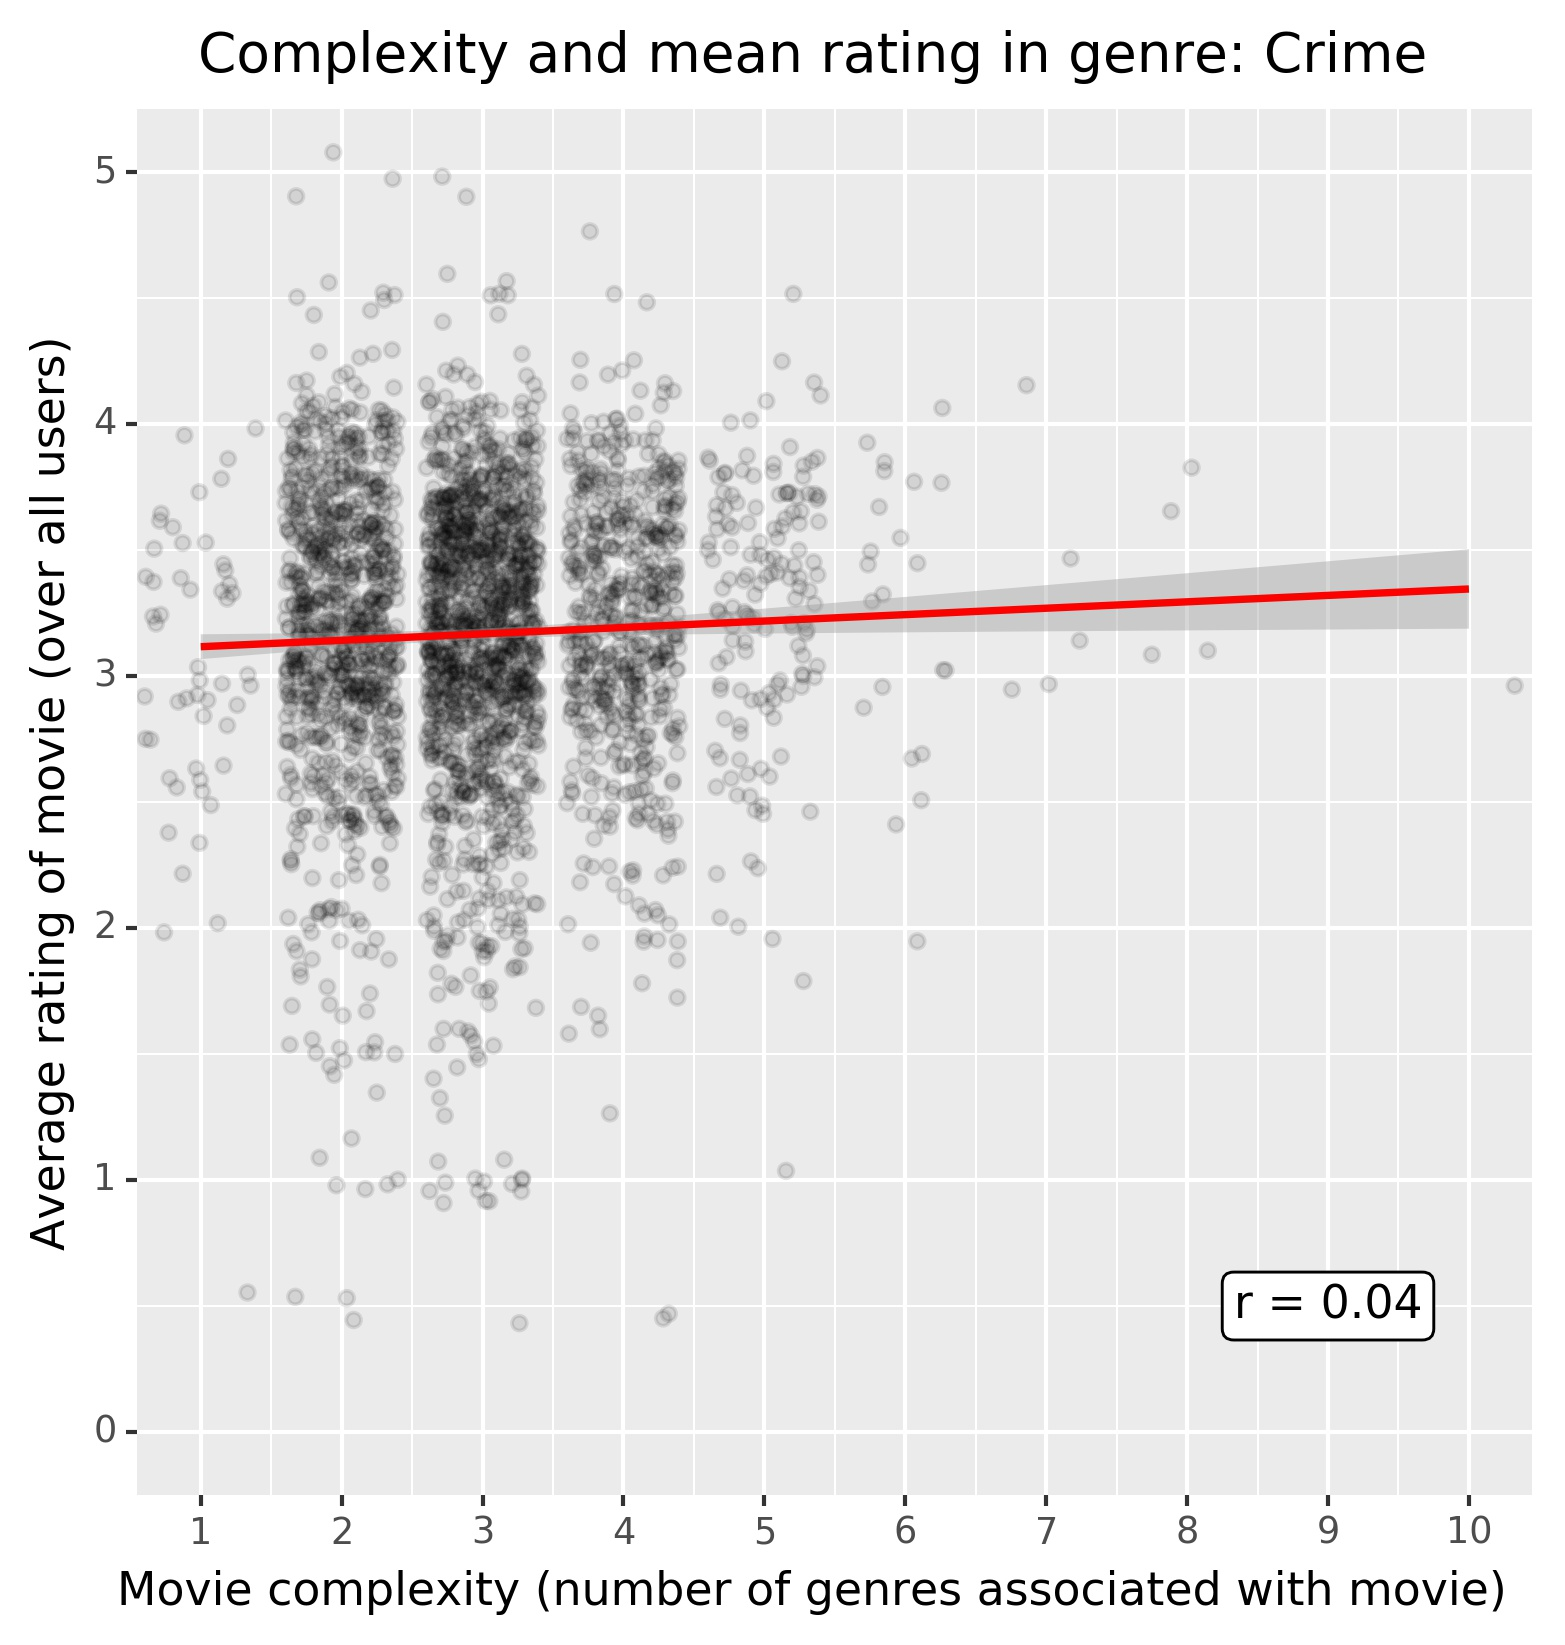 Complexity and mean rating in genre: Crime
Average rating of movie (over all users)
5
4
3
2
1
0
r = 0.04
1 2 3 4 5 6 7 8 9 10
Movie complexity (number of genres associated with movie)